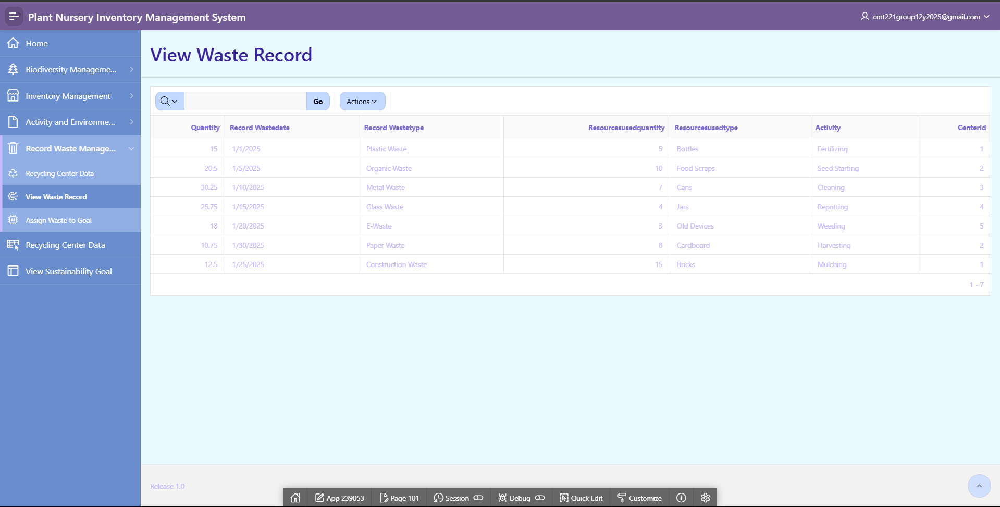 Plant Nursery Inventory Management System
cmt221group12y2025@gmail.com
Home
Biodiversity Manageme...
Inventory Management
Activity and Environme...
Record Waste Manage...
Recycling Center Data
View Waste Record
Assign Waste to Goal
Recycling Center Data
View Sustainability Goal
View Waste Record
Go Actions
Quantity Record Wastedate Record Wastetype Resourcesusedquantity Resourcesusedtype Activity Centerid
15 1/1/2025 Plastic Waste 5 Bottles Fertilizing 1
20.5 1/5/2025 Organic Waste 10 Food Scraps Seed Starting 2
30.25 1/10/2025 Metal Waste 7 Cans Cleaning 3
25.75 1/15/2025 Glass Waste 4 Jars Repotting 4
18 1/20/2025 E-Waste 3 Old Devices Weeding 5
10.75 1/30/2025 Paper Waste 8 Cardboard Harvesting 2
12.5 1/25/2025 Construction Waste 15 Bricks Mulching 1
1 - 7
Release 1.0
App 239053 Page 101 Session Debug Quick Edit Customize